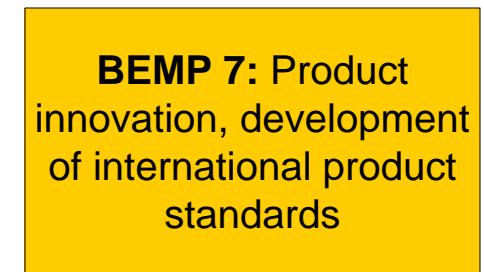 BEMP 7: Product
innovation, development
of international product
standards